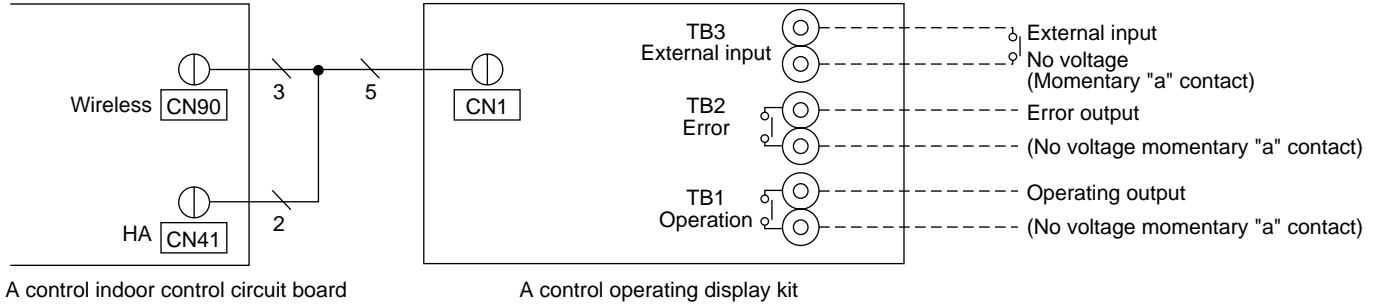 Wireless
CN90
3
5
HA
CN41
2
CN1
TB3
External input
TB2
Error
TB1
Operation
External input
No voltage
(Momentary "a" contact)
Error output
(No voltage momentary "a" contact)
Operating output
(No voltage momentary "a" contact)
A control indoor control circuit board
A control operating display kit